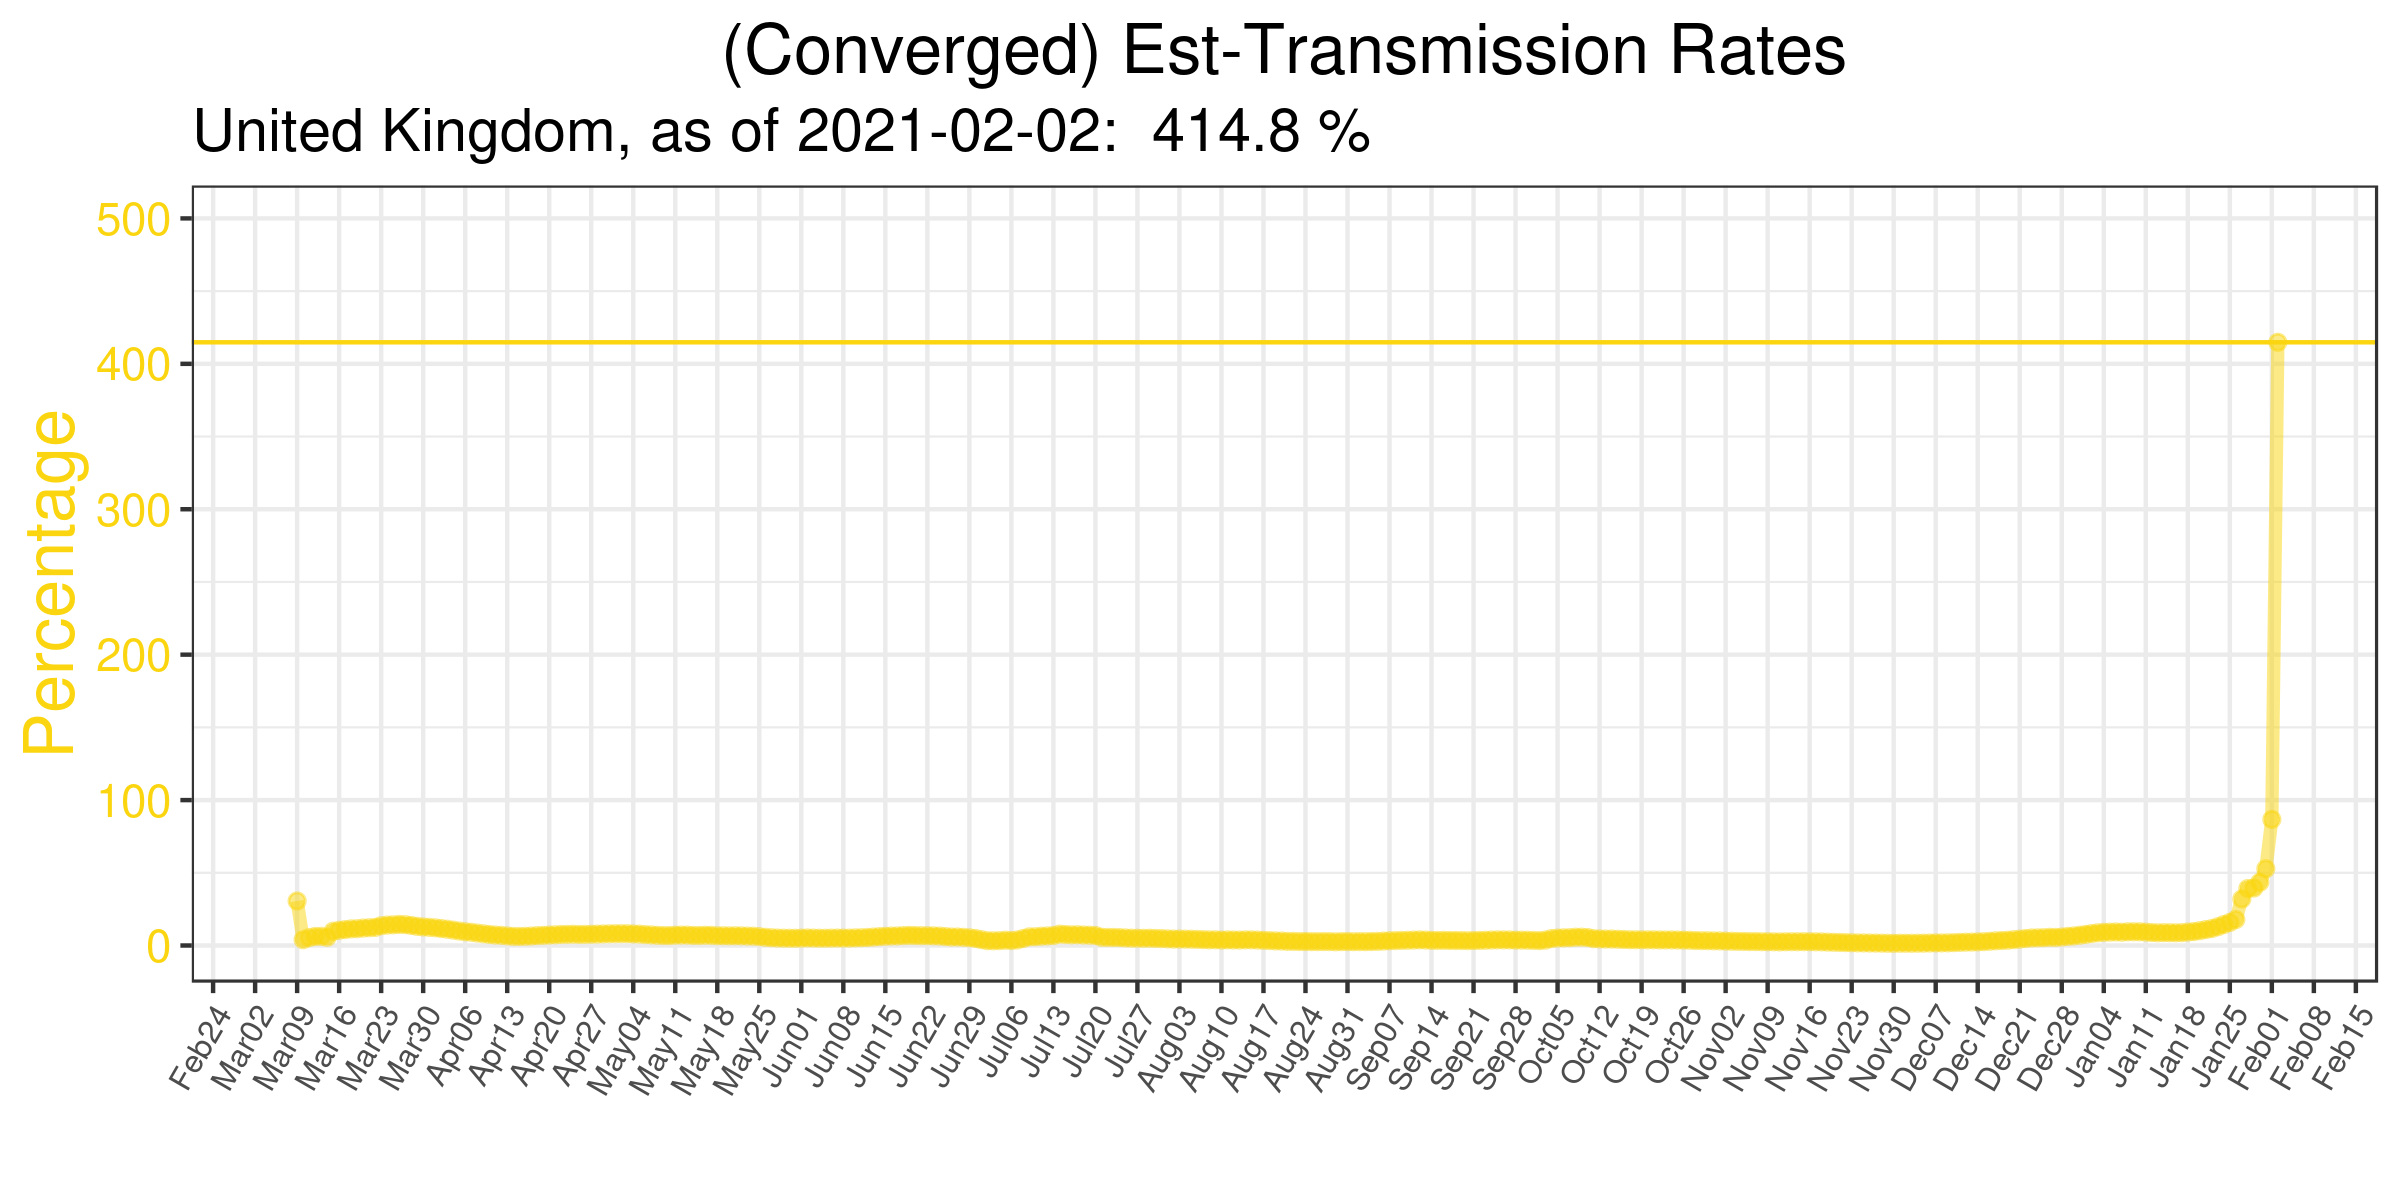 (Converged) Est-Transmission Rates
United Kingdom, as of 2021-02-02:  414.8 %
Percentage
500
400
300
200
100
0
Feb24
Mar02
Mar09
Mar16
Mar23
Mar30
Apr06
Apr13
Apr20
Apr27
May04
May11
May18
May25
Jun01
Jun08
Jun15
Jun22
Jun29
Jul06
Jul13
Jul20
Jul27
Aug03
Aug10
Aug17
Aug24
Aug31
Sep07
Sep14
Sep21
Sep28
Oct05
Oct12
Oct19
Oct26
Nov02
Nov09
Nov16
Nov23
Nov30
Dec07
Dec14
Dec21
Dec28
Jan04
Jan11
Jan18
Jan25
Feb01
Feb08
Feb15